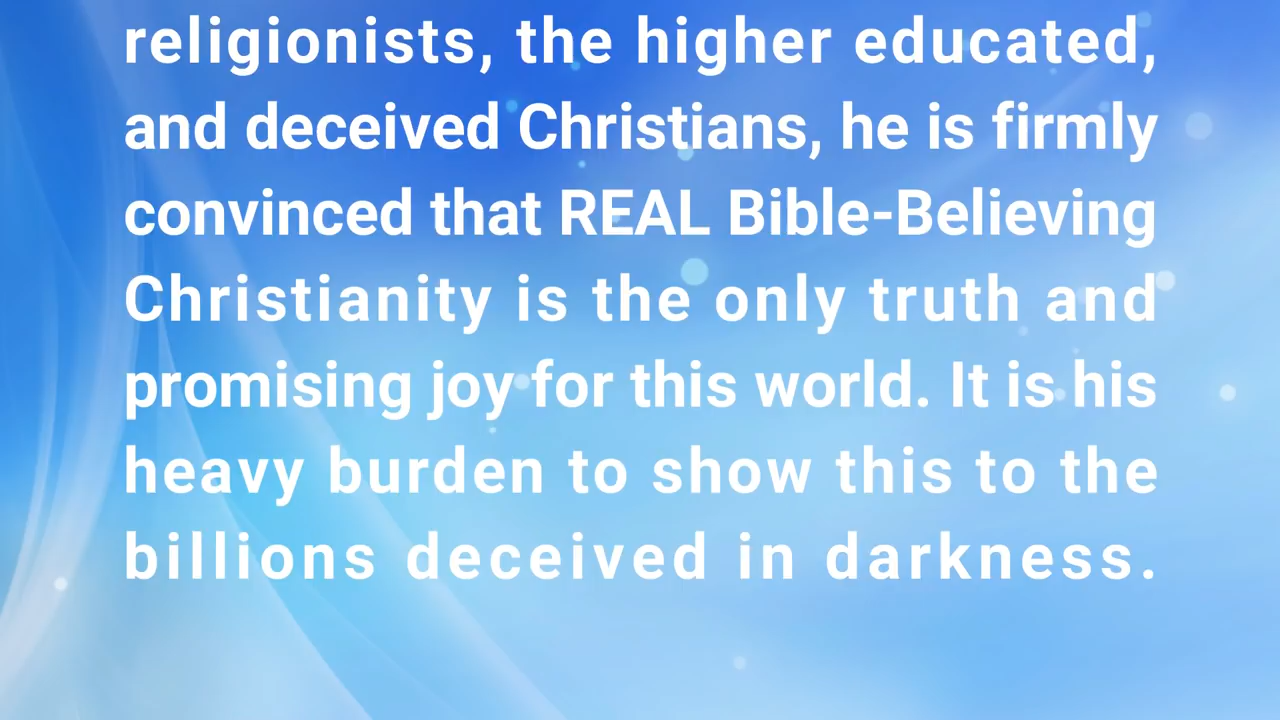 religionists, the higher educated,
and deceived Christians, he is firmly
convinced that REAL Bible-Believing
Christianity is the only truth and
promising joy for this world. It is his
heavy burden to show this to the
billions deceived in darkness.